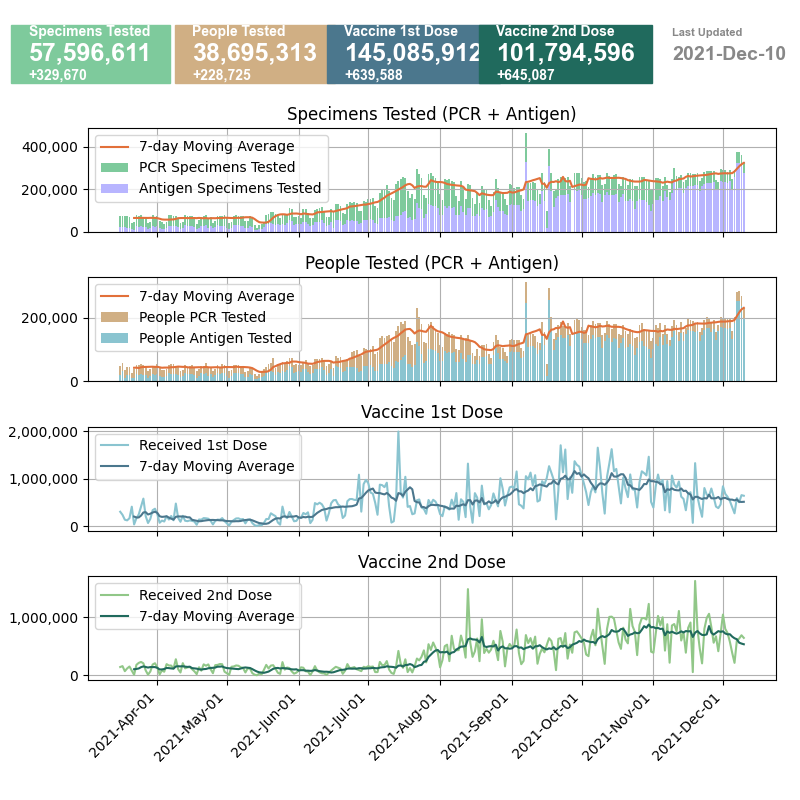 Specimens Tested
57,596,611
+329,670
People Tested
38,695,313
+228,725
Vaccine 1st Dose
145,085,912
+639,588
Vaccine 2nd Dose
101,794,596
+645,087
Last Updated
2021-Dec-10
Specimens Tested (PCR + Antigen)
400,000
200,000
0
7-day Moving Average
PCR Specimens Tested
Antigen Specimens Tested
People Tested (PCR + Antigen)
200,000
0
7-day Moving Average
People PCR Tested
People Antigen Tested
Vaccine 1st Dose
2,000,000
1,000,000
0
Received 1st Dose
7-day Moving Average
Vaccine 2nd Dose
1,000,000
0
Received 2nd Dose
7-day Moving Average
2021-Apr-01
2021-May-01
2021-Jun-01
2021-Jul-01
2021-Aug-01
2021-Sep-01
2021-Oct-01
2021-Nov-01
2021-Dec-01